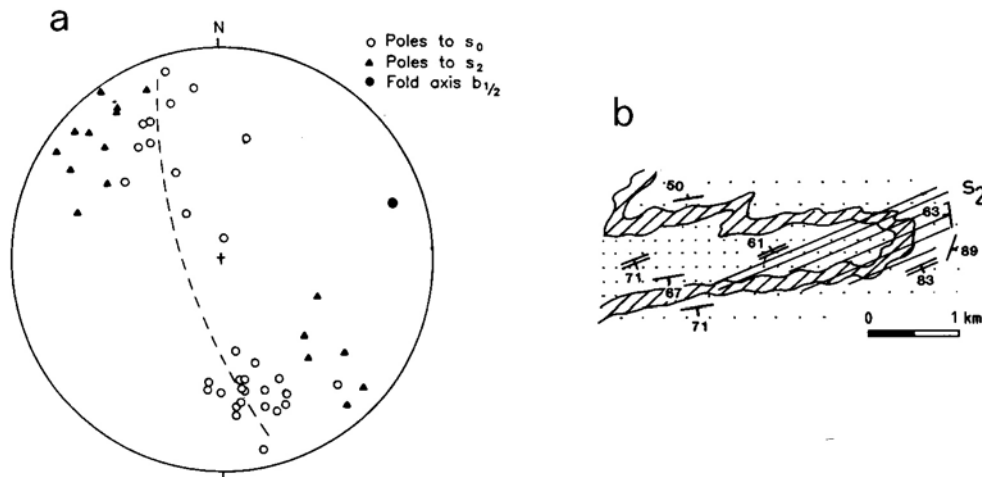 a
N
Poles to s₀
Poles to s₂
Fold axis b₁/₂
b
50
S₂
63
61
89
71
67
83
71
0 1 km